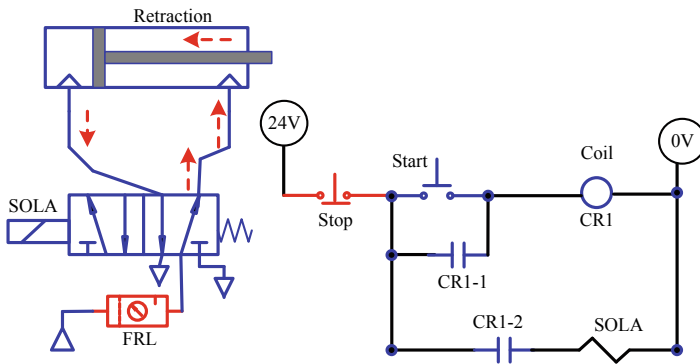 Retraction
24V
0V
Start
Coil
SOLA
Stop
CR1
CR1-1
FRL
CR1-2
SOLA